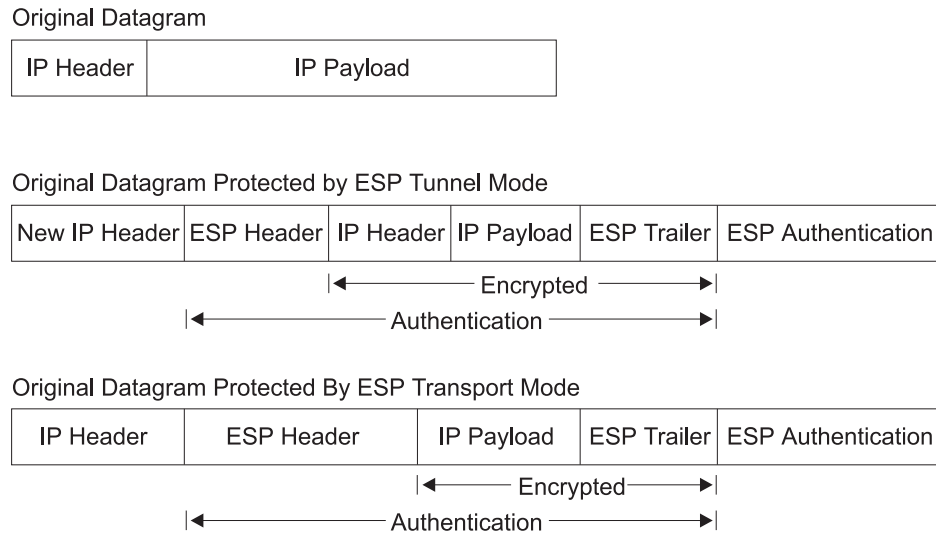 Original Datagram
IP Header IP Payload
Original Datagram Protected by ESP Tunnel Mode
New IP Header ESP Header IP Header IP Payload ESP Trailer ESP Authentication
Encrypted
Authentication
Original Datagram Protected By ESP Transport Mode
IP Header ESP Header IP Payload ESP Trailer ESP Authentication
Encrypted
Authentication